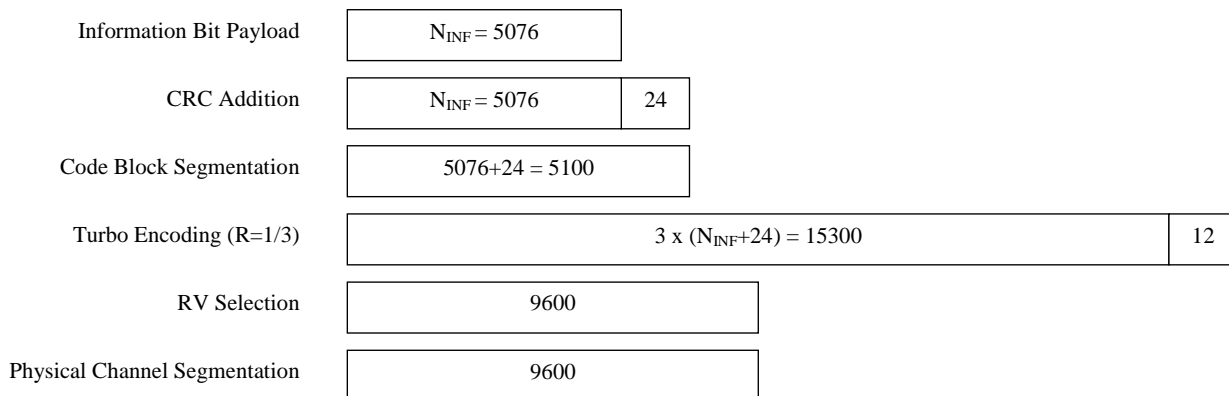 Information Bit Payload
N_INF = 5076
CRC Addition
N_INF = 5076
24
Code Block Segmentation
5076+24 = 5100
Turbo Encoding (R=1/3)
3 x (N_INF+24) = 15300
12
RV Selection
9600
Physical Channel Segmentation
9600